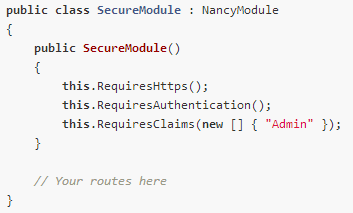 public class SecureModule : NancyModule
{
    public SecureModule()
    {
        this.RequiresHttps();
        this.RequiresAuthentication();
        this.RequiresClaims(new [] { "Admin" });
    }

    // Your routes here
}